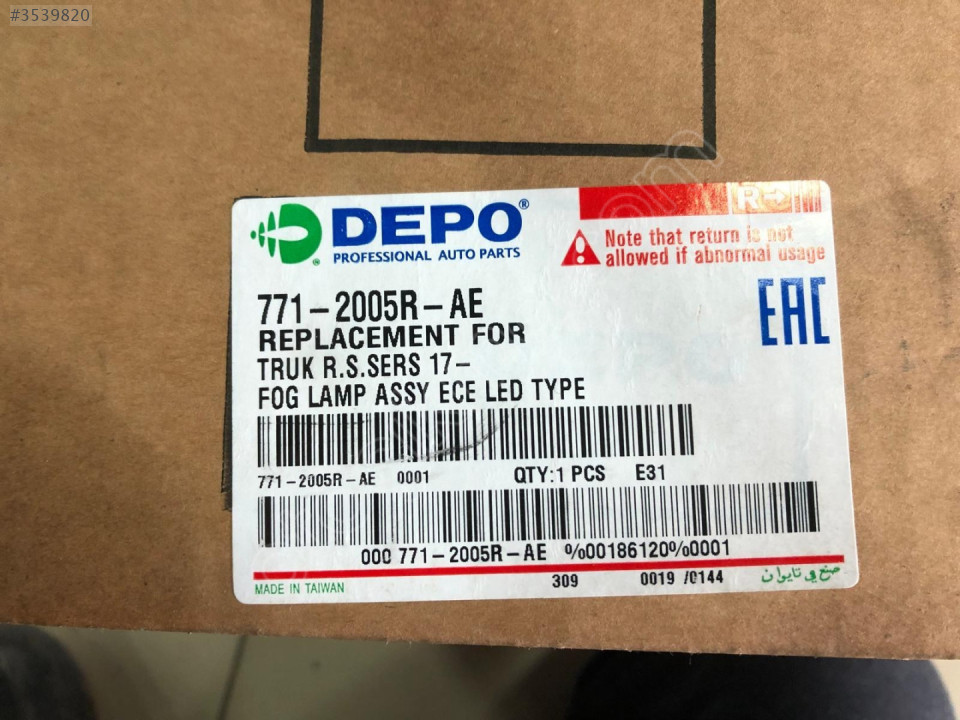 #3539820
DEPO®
PROFESSIONAL AUTO PARTS
R→
Note that return is not
allowed if abnormal usage
EAC
771-2005R-AE
REPLACEMENT FOR
TRUK R.S.SERS 17-
FOG LAMP ASSY ECE LED TYPE
771-2005R-AE 0001 QTY:1 PCS E31
000 771-2005R-AE %00186120%0001
MADE IN TAIWAN 309 0019 /0144 صنع في تايوان